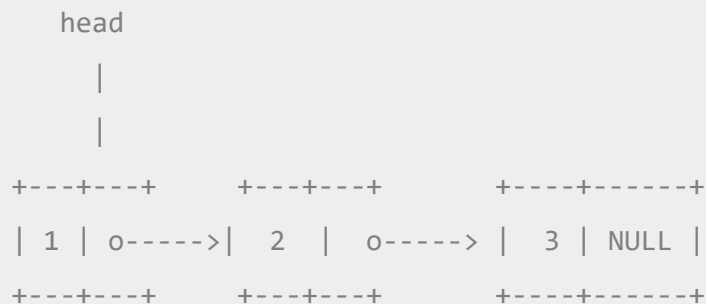 head
|
|
+---+---+     +---+---+       +----+------+
| 1 | o----->|  2  |  o-----> |  3 | NULL |
+---+---+     +---+---+       +----+------+